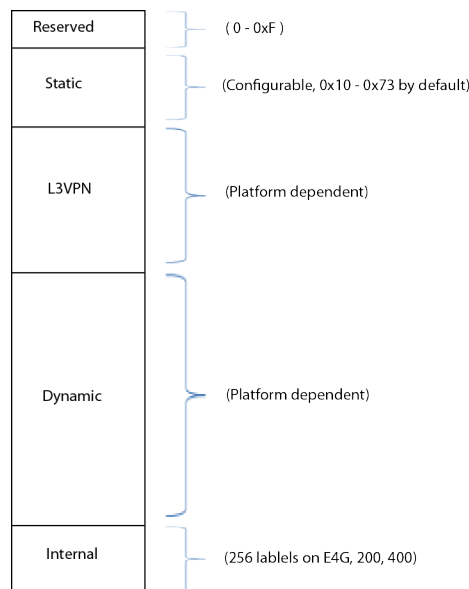 Reserved
( 0 - 0xF )
Static
(Configurable, 0x10 - 0x73 by default)
L3VPN
(Platform dependent)
Dynamic
(Platform dependent)
Internal
(256 lablels on E4G, 200, 400)